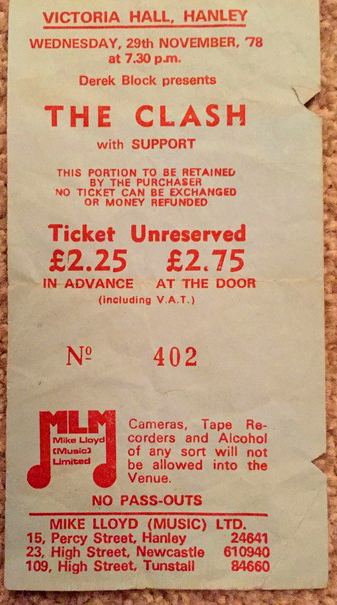 VICTORIA HALL, HANLEY
WEDNESDAY, 29th NOVEMBER, '78
at 7.30 p.m.
Derek Block presents
THE CLASH
with SUPPORT
THIS PORTION TO BE RETAINED
BY THE PURCHASER
NO TICKET CAN BE EXCHANGED
OR MONEY REFUNDED
Ticket Unreserved
£2.25 £2.75
IN ADVANCE AT THE DOOR
(including V.A.T.)
Nº 402
MLM
Mike Lloyd
(Music)
Limited
Cameras, Tape Re-
corders and Alcohol
of any sort will not
be allowed into the
Venue.
NO PASS-OUTS
MIKE LLOYD (MUSIC) LTD.
15, Percy Street, Hanley 24641
23, High Street, Newcastle 610940
109, High Street, Tunstall 84660